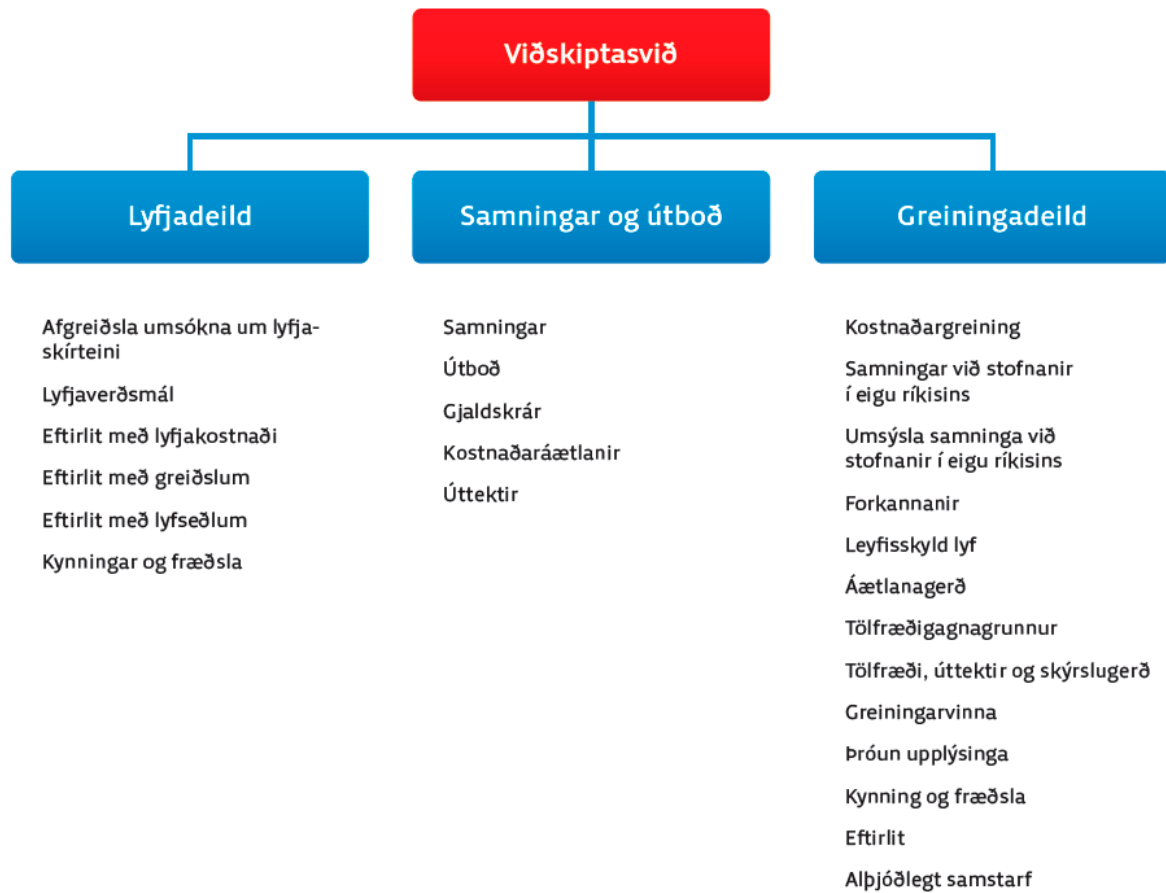 Viðskiptasvið
Lyfjadeild
Samningar og útboð
Greiningadeild
Afgreiðsla umsókna um lyfja-
skírteini
Lyfjaverðsmál
Eftirlit með lyfjakostnaði
Eftirlit með greiðslum
Eftirlit með lyfseðlum
Kynningar og fræðsla
Samningar
Útboð
Gjaldskrár
Kostnaðaráætlanir
Úttektir
Kostnaðargreining
Samningar við stofnanir
í eigu ríkisins
Umsýsla samninga við
stofnanir í eigu ríkisins
Forkannanir
Leyfisskyld lyf
Áætlanagerð
Tölfræðigagnagrunnur
Tölfræði, úttektir og skýrslugerð
Greiningarvinna
Þróun upplýsinga
Kynning og fræðsla
Eftirlit
Alþjóðlegt samstarf